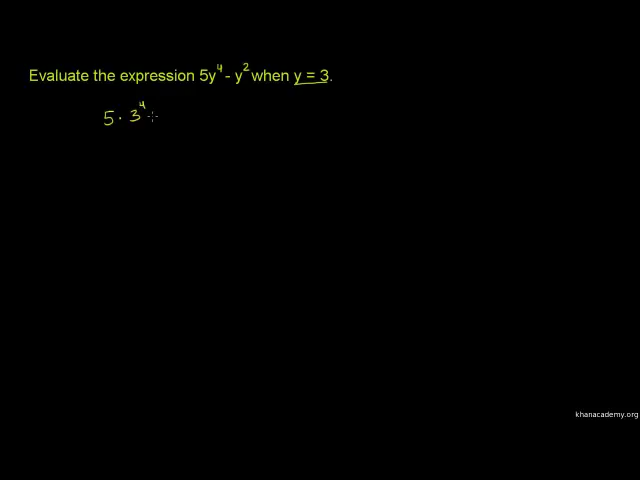 Evaluate the expression 5y⁴ - y² when y = 3.
5 · 3⁴
khanacademy.org